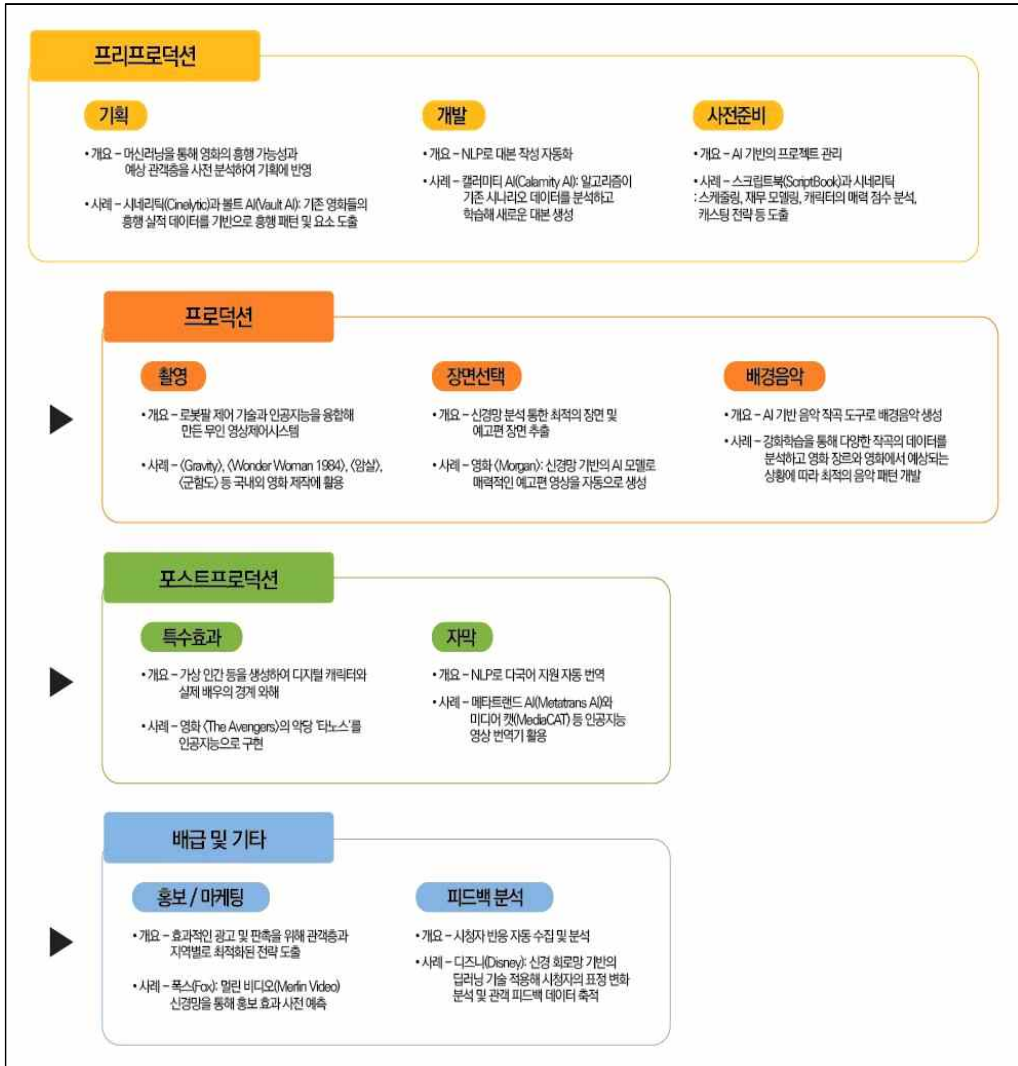 프리프로덕션
기획
• 개요 – 머신러닝을 통해 영화의 흥행 가능성과
예상 관객층을 사전 분석하여 기획에 반영
• 사례 – 시네리틱(Cinelytic)과 볼트 AI(Vault AI): 기존 영화들의
흥행 실적 데이터를 기반으로 흥행 패턴 및 요소 도출
개발
• 개요 – NLP로 대본 작성 자동화
• 사례 – 캘러미티 AI(Calamity AI): 알고리즘이
기존 시나리오 데이터를 분석하고
학습해 새로운 대본 생성
사전준비
• 개요 – AI 기반의 프로젝트 관리
• 사례 – 스크립트북(ScriptBook)과 시네리틱
: 스케줄링, 재무 모델링, 캐릭터의 매력 점수 분석,
캐스팅 전략 등 도출
프로덕션
촬영
• 개요 – 로봇팔 제어 기술과 인공지능을 융합해
만든 무인 영상제어시스템
• 사례 – 〈Gravity〉, 〈Wonder Woman 1984〉, 〈암살〉,
〈군함도〉 등 국내외 영화 제작에 활용
장면선택
• 개요 – 신경망 분석 통한 최적의 장면 및
예고편 장면 추출
• 사례 – 영화 〈Morgan〉: 신경망 기반의 AI 모델로
매력적인 예고편 영상을 자동으로 생성
배경음악
• 개요 – AI 기반 음악 작곡 도구로 배경음악 생성
• 사례 – 강화학습을 통해 다양한 작곡의 데이터를
분석하고 영화 장르와 영화에서 예상되는
상황에 따라 최적의 음악 패턴 개발
포스트프로덕션
특수효과
• 개요 – 가상 인간 등을 생성하여 디지털 캐릭터와
실제 배우의 경계 와해
• 사례 – 영화 〈The Avengers〉의 악당 '타노스'를
인공지능으로 구현
자막
• 개요 – NLP로 다국어 지원 자동 번역
• 사례 – 메타트랜드 AI(Metatrans AI)와
미디어 캣(MediaCAT) 등 인공지능
영상 번역기 활용
배급 및 기타
홍보 / 마케팅
• 개요 – 효과적인 광고 및 판촉을 위해 관객층과
지역별로 최적화된 전략 도출
• 사례 – 폭스(Fox): 멀린 비디오(Merlin Video)
신경망을 통해 홍보 효과 사전 예측
피드백 분석
• 개요 – 시청자 반응 자동 수집 및 분석
• 사례 – 디즈니(Disney): 신경 회로망 기반의
딥러닝 기술 적용해 시청자의 표정 변화
분석 및 관객 피드백 데이터 축적